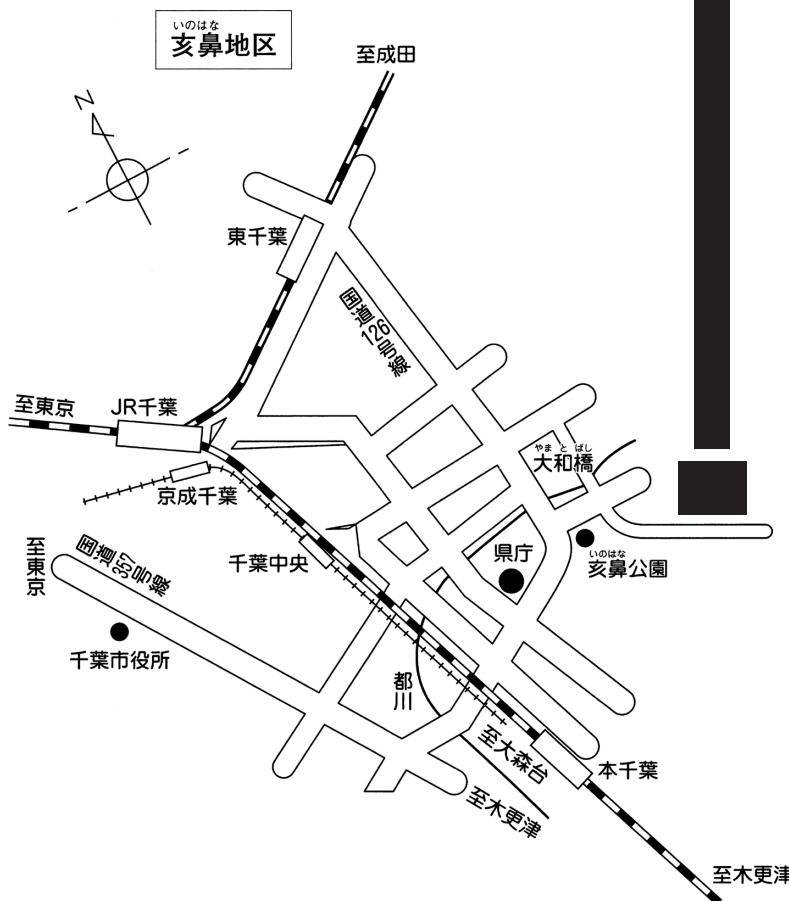 いのはな
亥鼻地区
至成田
N
東千葉
国道126号線
至東京
JR千葉
やまとばし
大和橋
京成千葉
県庁
いのはな
亥鼻公園
至東京
国道357号線
千葉中央
千葉市役所
都川
至大森台
本千葉
至木更津
至木更津